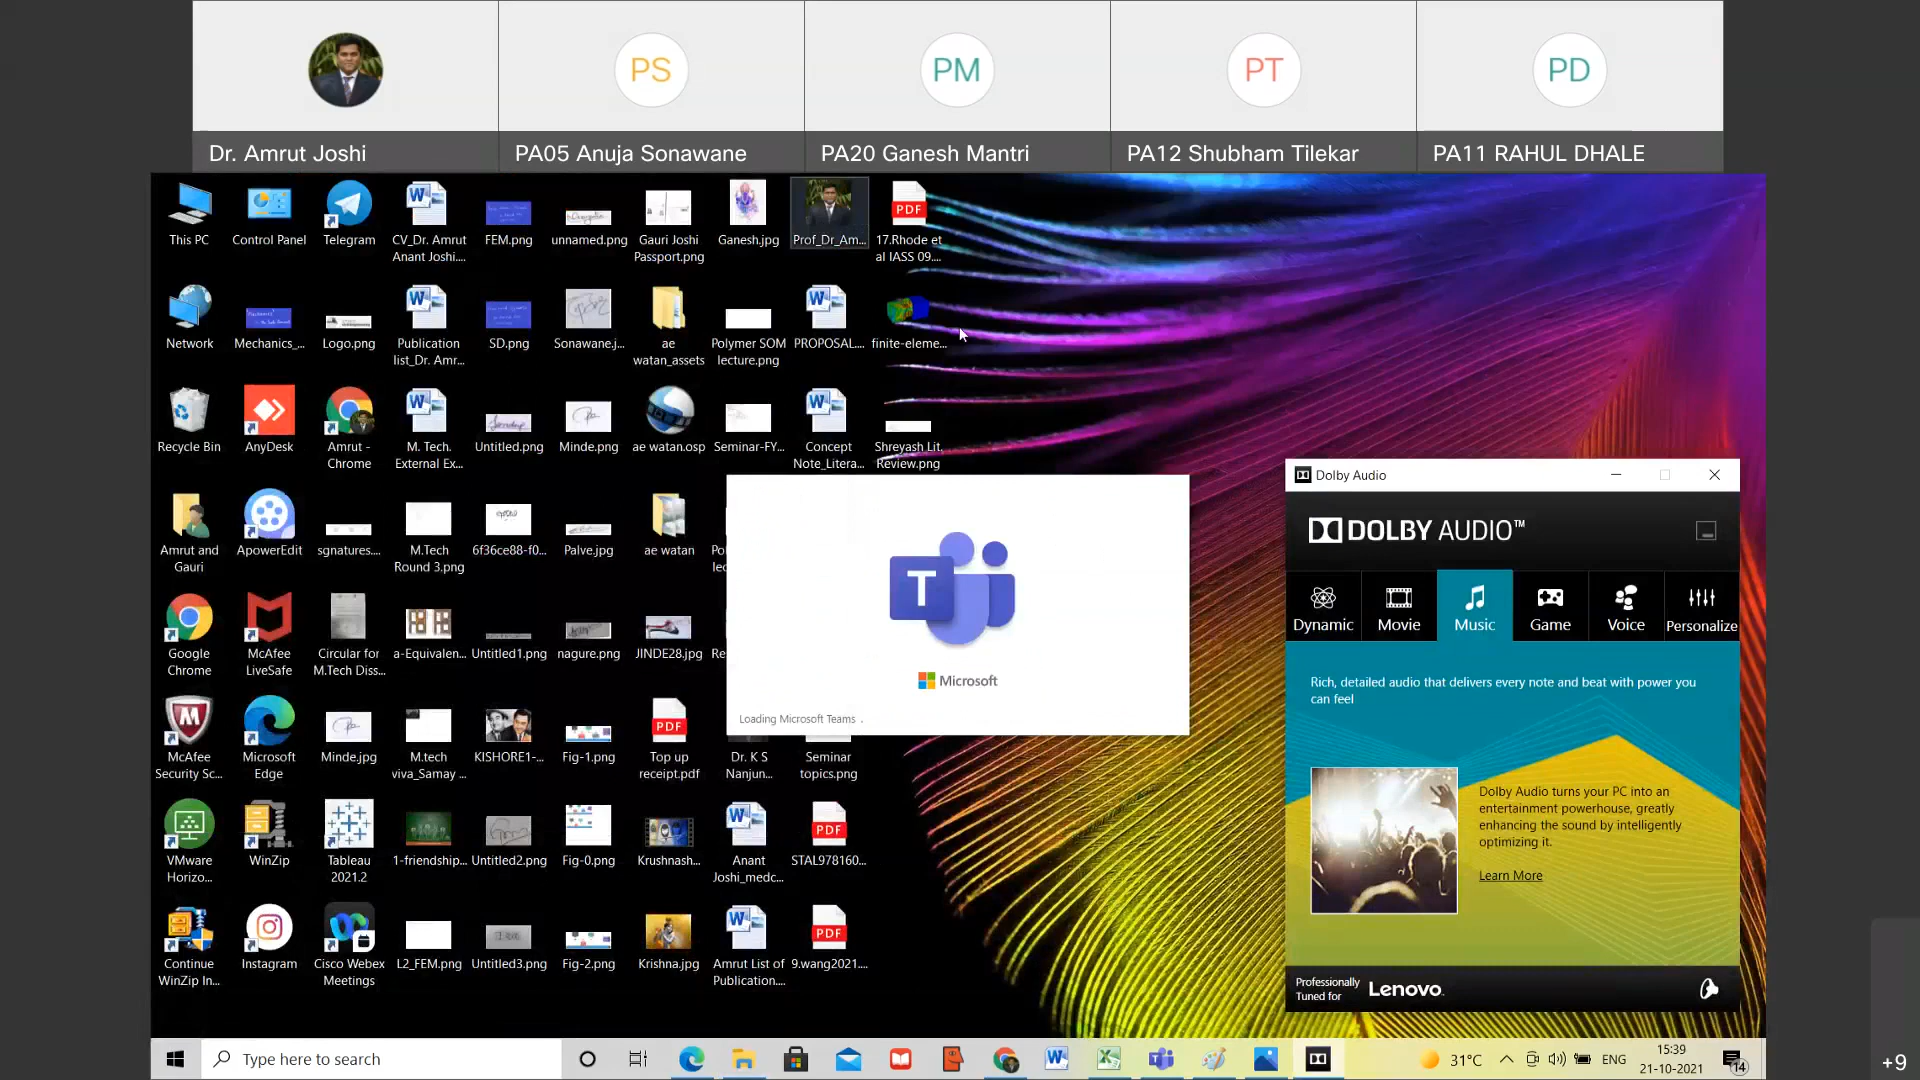 PS
PM
PT
PD
Dr. Amrut Joshi
PA05 Anuja Sonawane
PA20 Ganesh Mantri
PA12 Shubham Tilekar
PA11 RAHUL DHALE
This PC
Control Panel
Telegram
CV_Dr. Amrut
Anant Joshi....
FEM.png
unnamed.png
Gauri Joshi
Passport.png
Ganesh.jpg
Prof_Dr_Am...
PDF
17.Rhode et
al IASS 09....
Network
Mechanics_...
Logo.png
Publication
list_Dr. Amr...
SD.png
Sonawane.j...
ae
watan_assets
Polymer SOM
lecture.png
PROPOSAL....
finite-eleme...
Recycle Bin
AnyDesk
Amrut -
Chrome
M. Tech.
External Ex...
Untitled.png
Minde.png
ae watan.osp
Seminar-FY...
Concept
Note_Litera...
Shreyash Lit.
Review.png
Amrut and
Gauri
ApowerEdit
sgnatures....
M.Tech
Round 3.png
6f36ce88-f0...
Palve.jpg
ae watan
Google
Chrome
McAfee
LiveSafe
Circular for
M.Tech Diss...
a-Equivalen...
Untitled1.png
nagure.png
JINDE28.jpg
McAfee
Security Sc...
Microsoft
Edge
Minde.jpg
M.tech
viva_Samay ...
KISHORE1-...
Fig-1.png
PDF
Top up
receipt.pdf
Dr. K S
Nanjun...
Seminar
topics.png
VMware
Horizo...
WinZip
Tableau
2021.2
1-friendship...
Untitled2.png
Fig-0.png
Krushnash...
Anant
Joshi_medc...
PDF
STAL978160...
Continue
WinZip In...
Instagram
Cisco Webex
Meetings
L2_FEM.png
Untitled3.png
Fig-2.png
Krishna.jpg
Amrut List of
Publication....
PDF
9.wang2021....
T
Microsoft
Loading Microsoft Teams .
Dolby Audio
DOLBY AUDIO™
Dynamic
Movie
Music
Game
Voice
Personalize
Rich, detailed audio that delivers every note and beat with power you
can feel
Dolby Audio turns your PC into an
entertainment powerhouse, greatly
enhancing the sound by intelligently
optimizing it.
Learn More
Professionally
Tuned for
Lenovo.
Type here to search
31°C
ENG
15:39
21-10-2021
14
+9